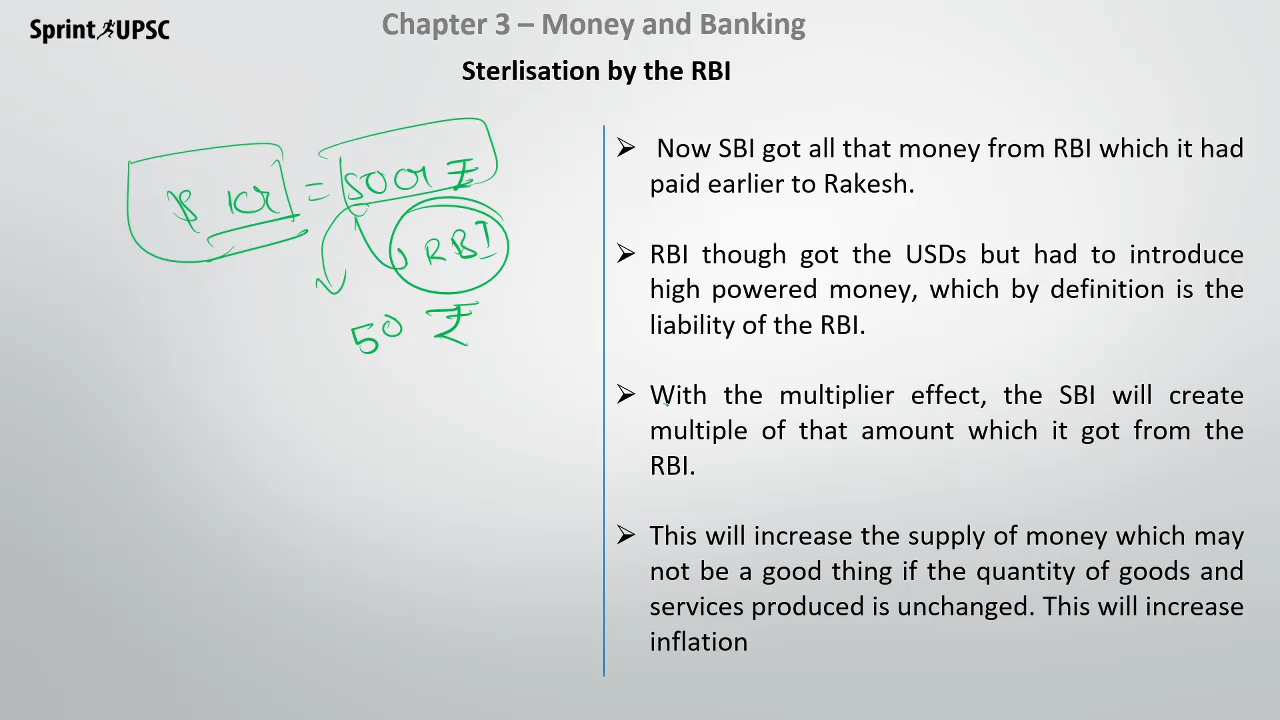 Sprint UPSC
Chapter 3 – Money and Banking
Sterlisation by the RBI
$ 1cr = 50cr ₹
RBI
50 ₹
➢ Now SBI got all that money from RBI which it had
paid earlier to Rakesh.
➢ RBI though got the USDs but had to introduce
high powered money, which by definition is the
liability of the RBI.
➢ With the multiplier effect, the SBI will create
multiple of that amount which it got from the
RBI.
➢ This will increase the supply of money which may
not be a good thing if the quantity of goods and
services produced is unchanged. This will increase
inflation